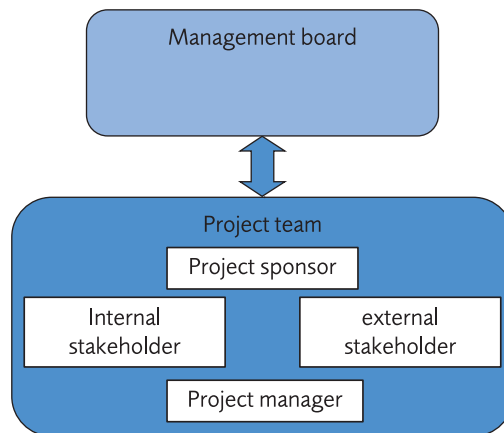 Management board
Project team
Project sponsor
Internal
stakeholder
external
stakeholder
Project manager